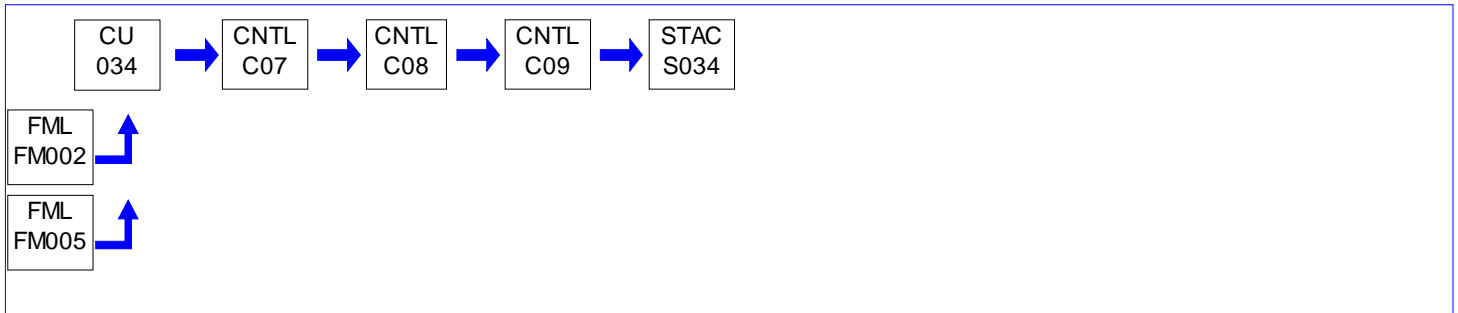 CU
034
CNTL
C07
CNTL
C08
CNTL
C09
STAC
S034
FML
FM002
FML
FM005